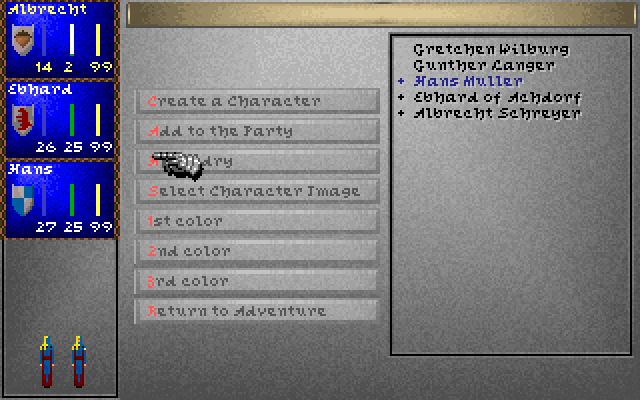 Albrecht
14 2 99
Ebhard
26 25 99
Hans
27 25 99
Create a Character
Add to the Party
dry
Select Character Image
1st color
2nd color
3rd color
Return to Adventure
Gretchen Wilburg
Gunther Langer
+ Hans Muller
+ Ebhard of Achdorf
+ Albrecht Schreyer